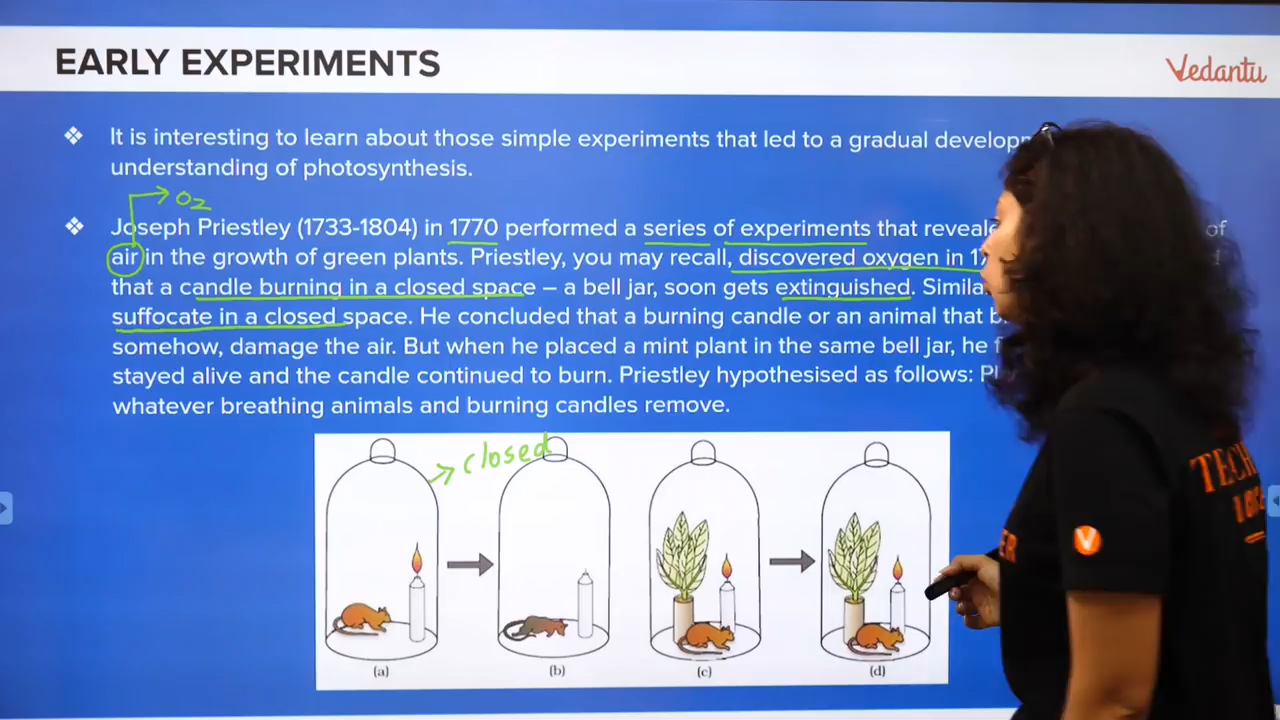 EARLY EXPERIMENTS
Vedantu
❖ It is interesting to learn about those simple experiments that led to a gradual
understanding of photosynthesis.
O2
❖ Joseph Priestley (1733-1804) in 1770 performed a series of experiments that of
air in the growth of green plants. Priestley, you may recall, discovered oxygen in
that a candle burning in a closed space – a bell jar, soon gets extinguished.
suffocate in a closed space. He concluded that a burning candle or an animal that
somehow, damage the air. But when he placed a mint plant in the same bell jar, he
stayed alive and the candle continued to burn. Priestley hypothesised as follows:
whatever breathing animals and burning candles remove.
closed
(a) (b) (c) (d)
V